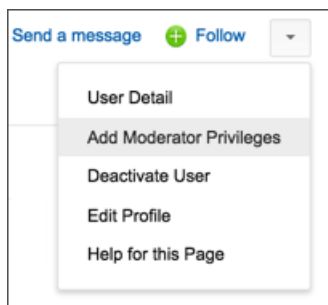 Send a message Follow
User Detail
Add Moderator Privileges
Deactivate User
Edit Profile
Help for this Page